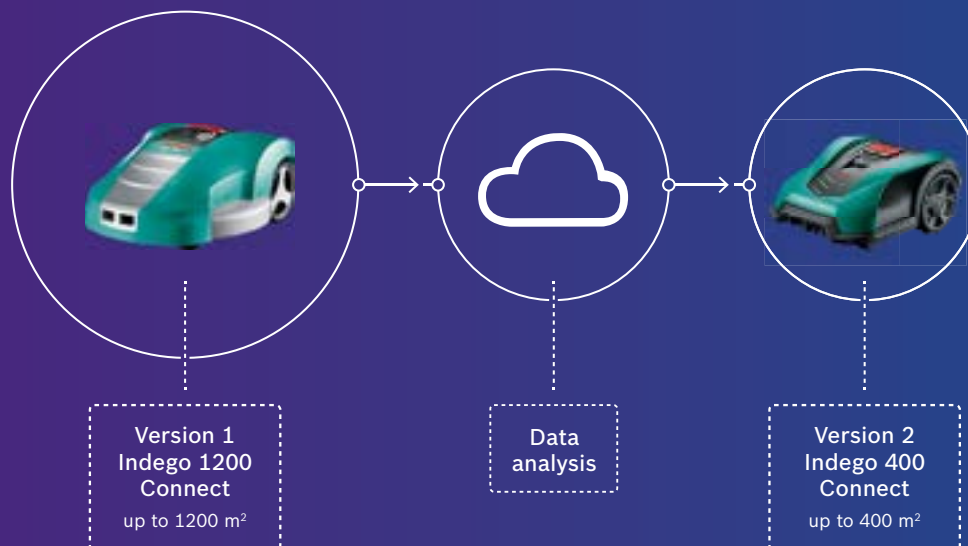 Version 1
Indego 1200
Connect
up to 1200 m²
Data
analysis
Version 2
Indego 400
Connect
up to 400 m²